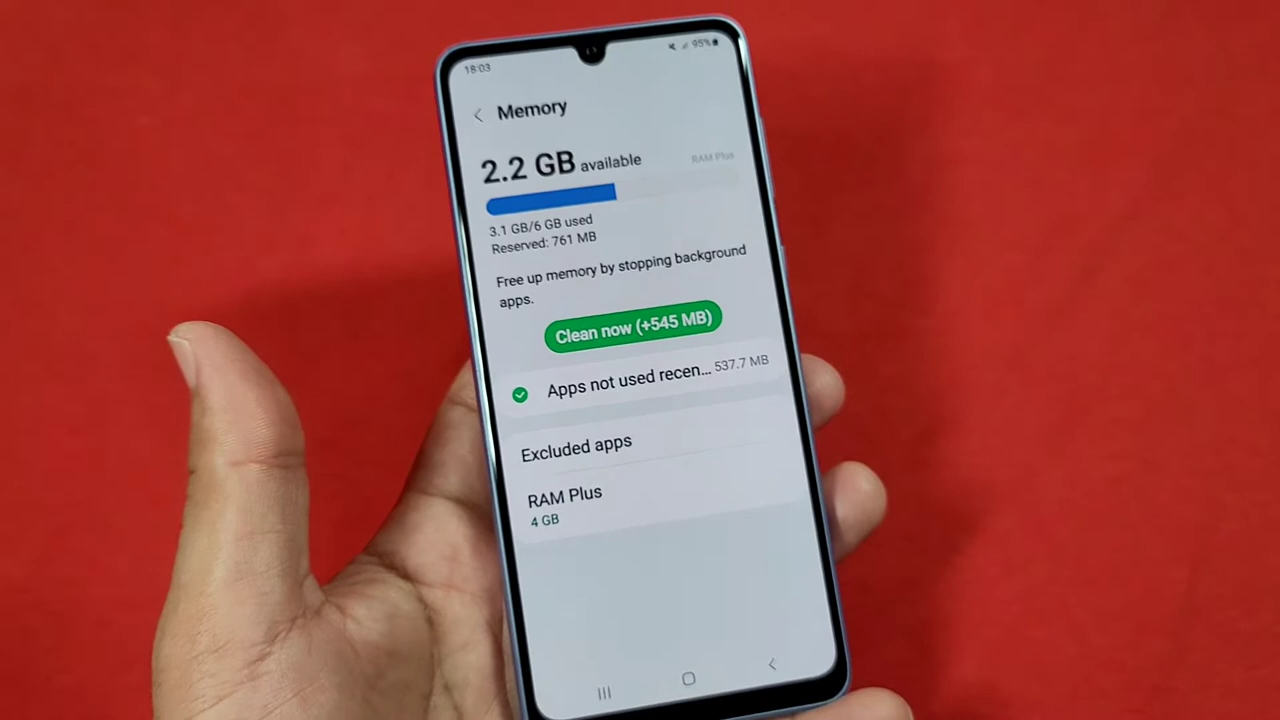 18:03
95%
Memory
2.2 GB available
RAM Plus
3.1 GB/6 GB used
Reserved: 761 MB
Free up memory by stopping background
apps.
Clean now (+545 MB)
Apps not used recen... 537.7 MB
Excluded apps
RAM Plus
4 GB